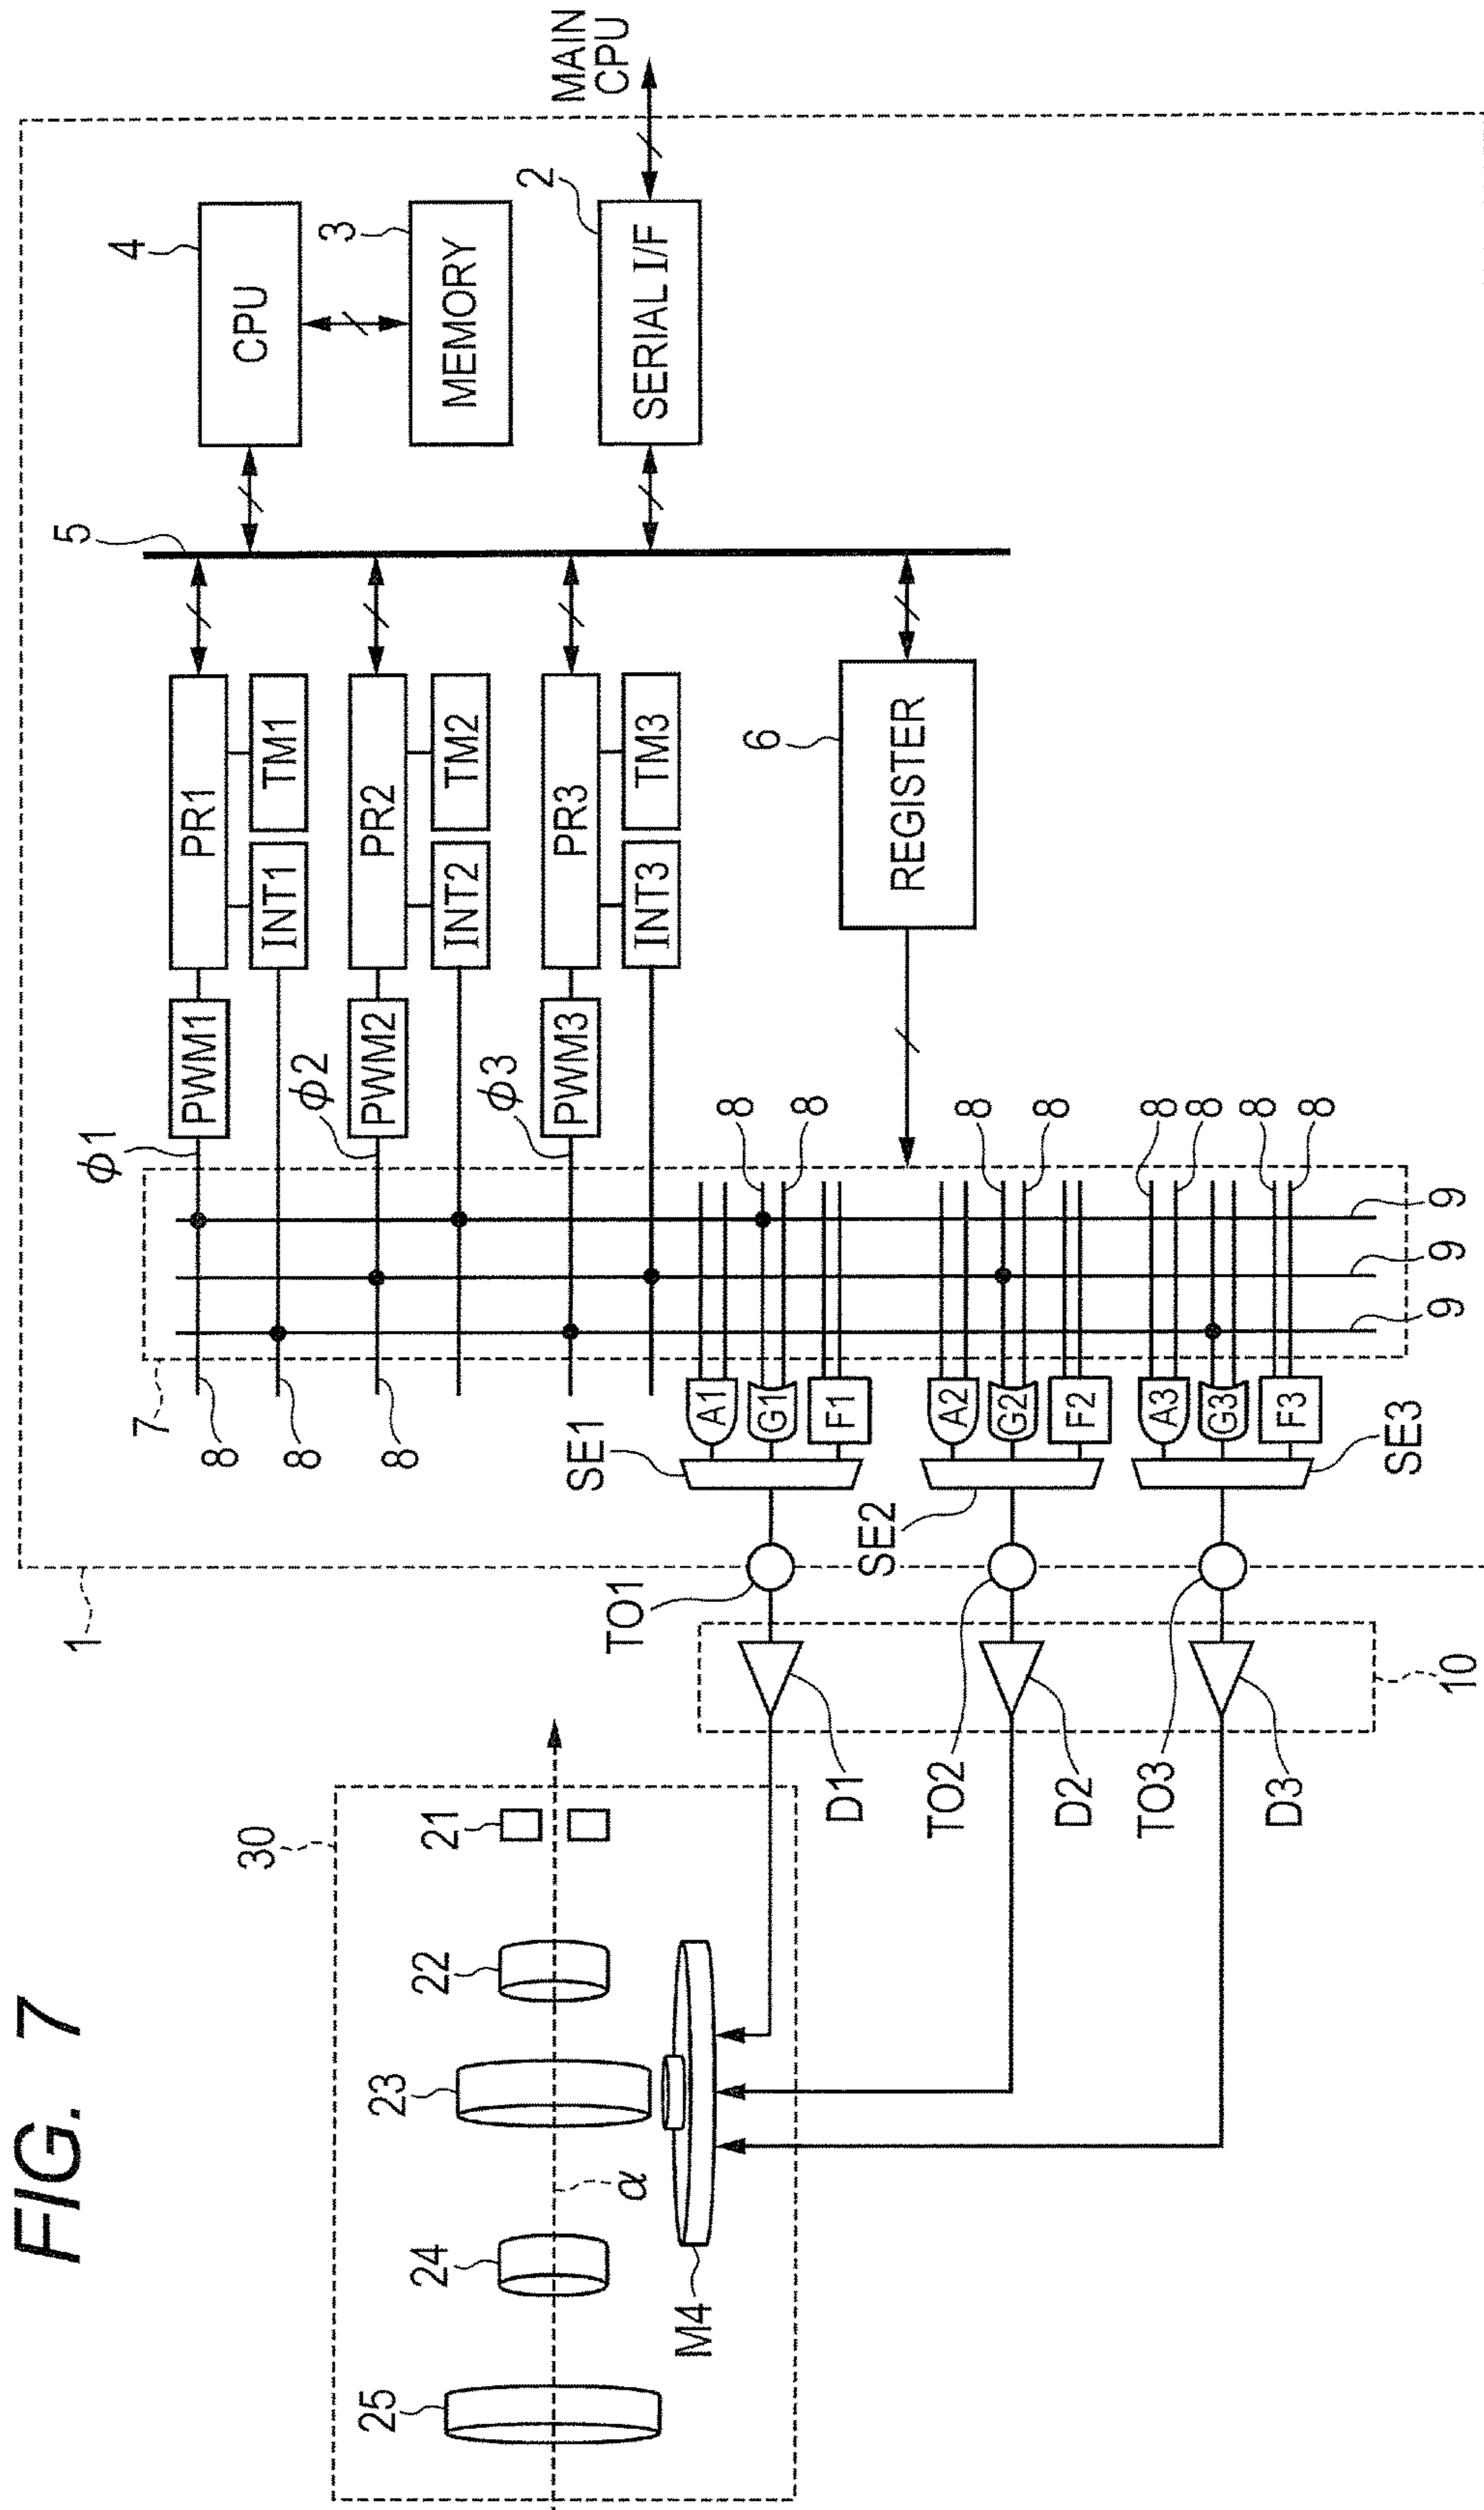 FIG. 7
1
30
25
24
23
22
21
α
M4
4
CPU
3
MEMORY
2
SERIAL I/F
MAIN
CPU
5
PR1
TM1
INT1
PWM1
ϕ1
PR2
TM2
INT2
PWM2
ϕ2
PR3
TM3
INT3
PWM3
ϕ3
6
REGISTER
7
8
8
8
8
8
8
8
8
8
8
8
9
9
9
A1
G1
F1
SE1
A2
G2
F2
SE2
A3
G3
F3
SE3
TO1
TO2
TO3
D1
D2
D3
10